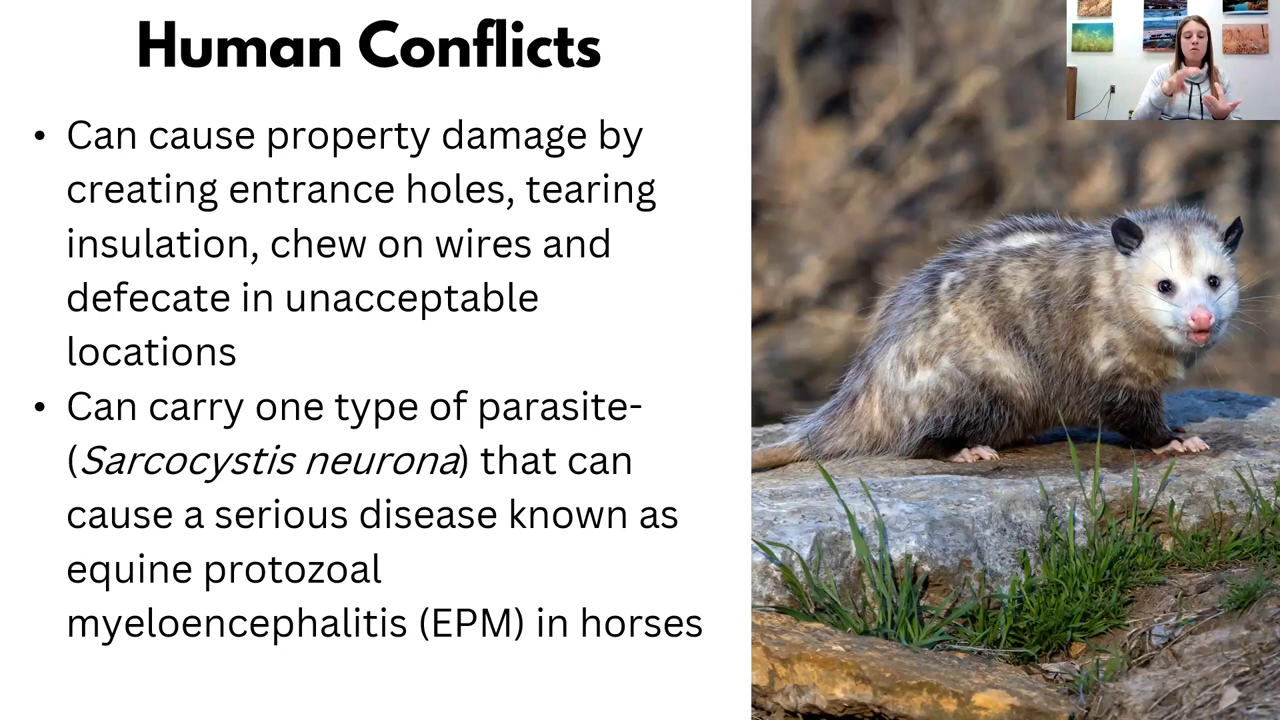 Human Conflicts
• Can cause property damage by
creating entrance holes, tearing
insulation, chew on wires and
defecate in unacceptable
locations
• Can carry one type of parasite-
(Sarcocystis neurona) that can
cause a serious disease known as
equine protozoal
myeloencephalitis (EPM) in horses